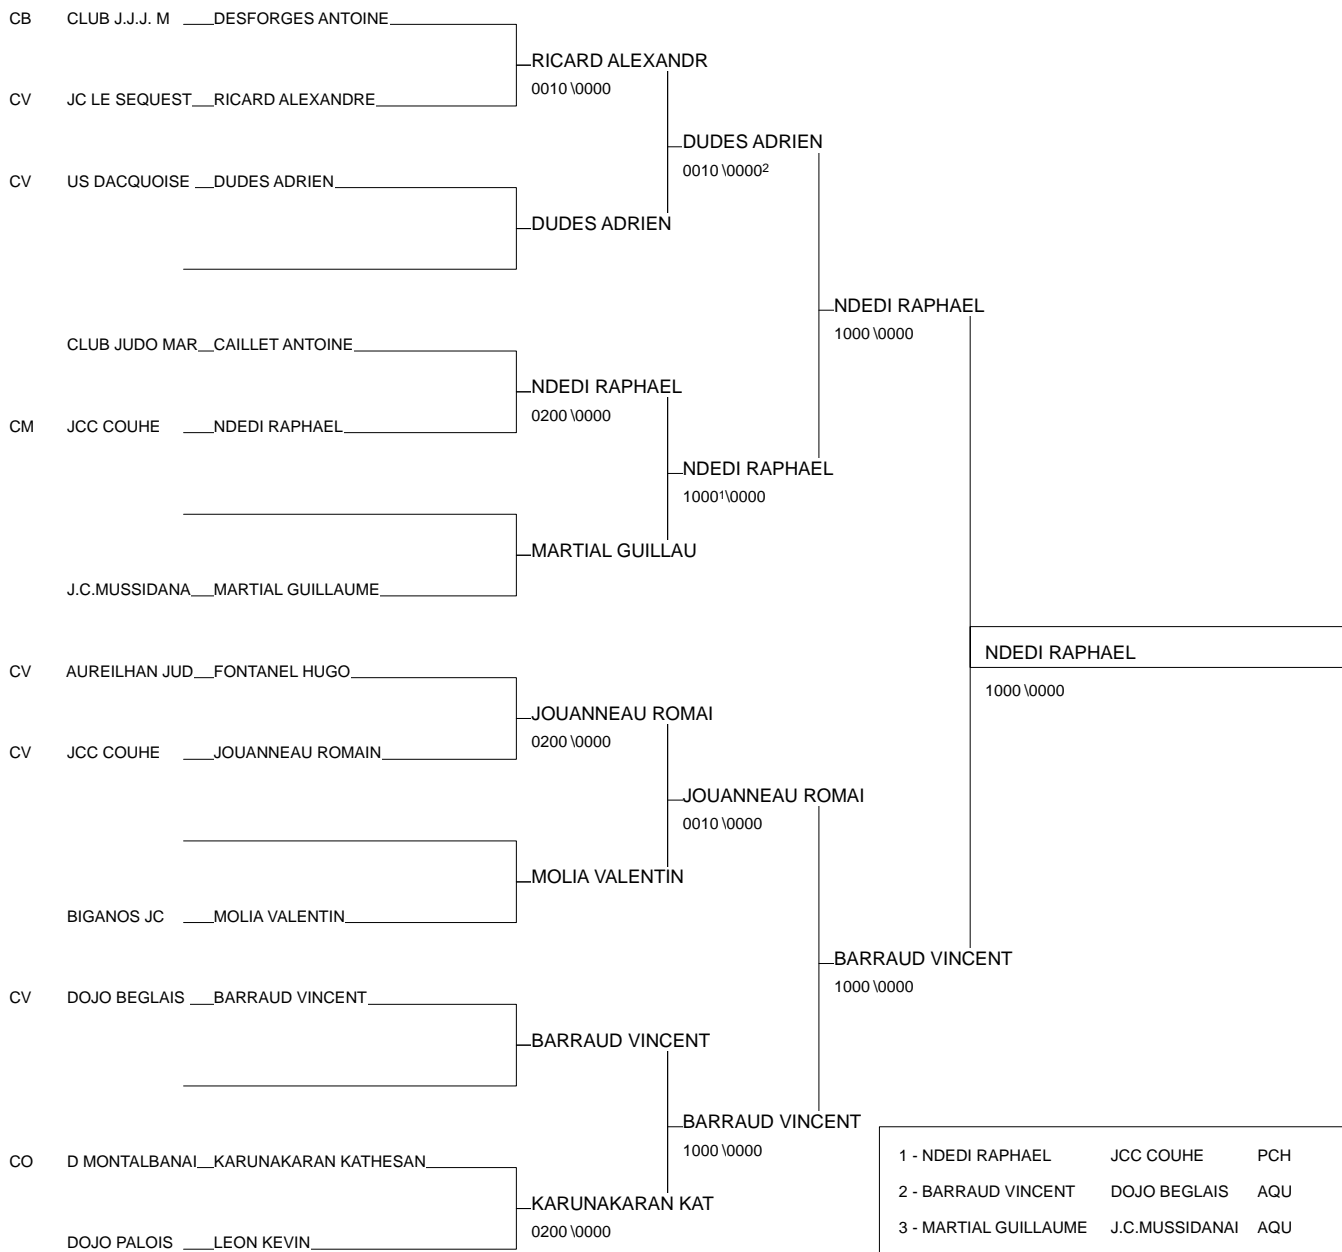 CB CLUB J.J.J. M DESFORGES ANTOINE
RICARD ALEXANDR
0010 \0000
CV JC LE SEQUEST RICARD ALEXANDRE
DUDES ADRIEN
0010 \0000²
CV US DACQUOISE DUDES ADRIEN
DUDES ADRIEN
NDEDI RAPHAEL
1000 \0000
CLUB JUDO MAR CAILLET ANTOINE
NDEDI RAPHAEL
0200 \0000
CM JCC COUHE NDEDI RAPHAEL
NDEDI RAPHAEL
1000¹\0000
MARTIAL GUILLAU
J.C.MUSSIDANA MARTIAL GUILLAUME
NDEDI RAPHAEL
1000 \0000
CV AUREILHAN JUD FONTANEL HUGO
JOUANNEAU ROMAI
0200 \0000
CV JCC COUHE JOUANNEAU ROMAIN
JOUANNEAU ROMAI
0010 \0000
MOLIA VALENTIN
BIGANOS JC MOLIA VALENTIN
BARRAUD VINCENT
1000 \0000
CV DOJO BEGLAIS BARRAUD VINCENT
BARRAUD VINCENT
BARRAUD VINCENT
1000 \0000
CO D MONTALBANAI KARUNAKARAN KATHESAN
KARUNAKARAN KAT
0200 \0000
DOJO PALOIS LEON KEVIN
1 - NDEDI RAPHAEL JCC COUHE PCH
2 - BARRAUD VINCENT DOJO BEGLAIS AQU
3 - MARTIAL GUILLAUME J.C.MUSSIDANAI AQU